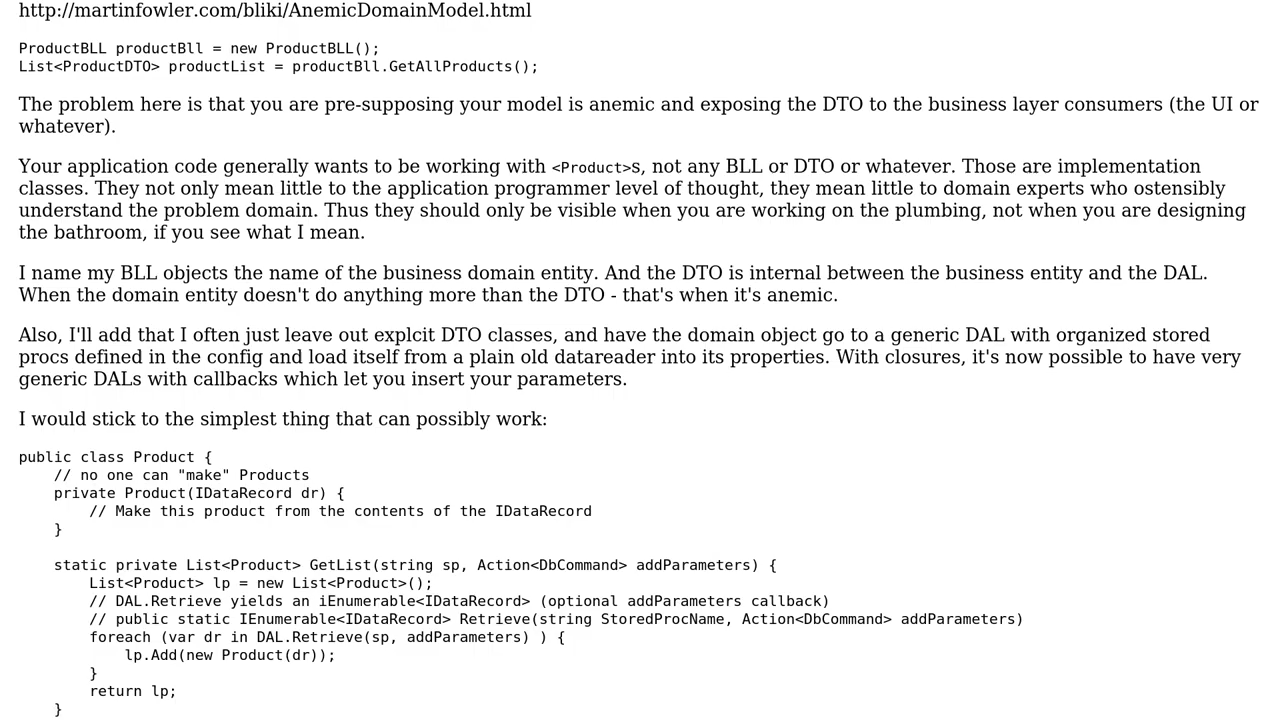 http://martinfowler.com/bliki/AnemicDomainModel.html
ProductBLL productBll = new ProductBLL();
List<ProductDTO> productList = productBll.GetAllProducts();
The problem here is that you are pre-supposing your model is anemic and exposing the DTO to the business layer consumers (the UI or
whatever).
Your application code generally wants to be working with <Product>s, not any BLL or DTO or whatever. Those are implementation
classes. They not only mean little to the application programmer level of thought, they mean little to domain experts who ostensibly
understand the problem domain. Thus they should only be visible when you are working on the plumbing, not when you are designing
the bathroom, if you see what I mean.
I name my BLL objects the name of the business domain entity. And the DTO is internal between the business entity and the DAL.
When the domain entity doesn't do anything more than the DTO - that's when it's anemic.
Also, I'll add that I often just leave out explcit DTO classes, and have the domain object go to a generic DAL with organized stored
procs defined in the config and load itself from a plain old datareader into its properties. With closures, it's now possible to have very
generic DALs with callbacks which let you insert your parameters.
I would stick to the simplest thing that can possibly work:
public class Product {
    // no one can "make" Products
    private Product(IDataRecord dr) {
        // Make this product from the contents of the IDataRecord
    }
    static private List<Product> GetList(string sp, Action<DbCommand> addParameters) {
        List<Product> lp = new List<Product>();
        // DAL.Retrieve yields an iEnumerable<IDataRecord> (optional addParameters callback)
        // public static IEnumerable<IDataRecord> Retrieve(string StoredProcName, Action<DbCommand> addParameters)
        foreach (var dr in DAL.Retrieve(sp, addParameters) ) {
            lp.Add(new Product(dr));
        }
        return lp;
    }